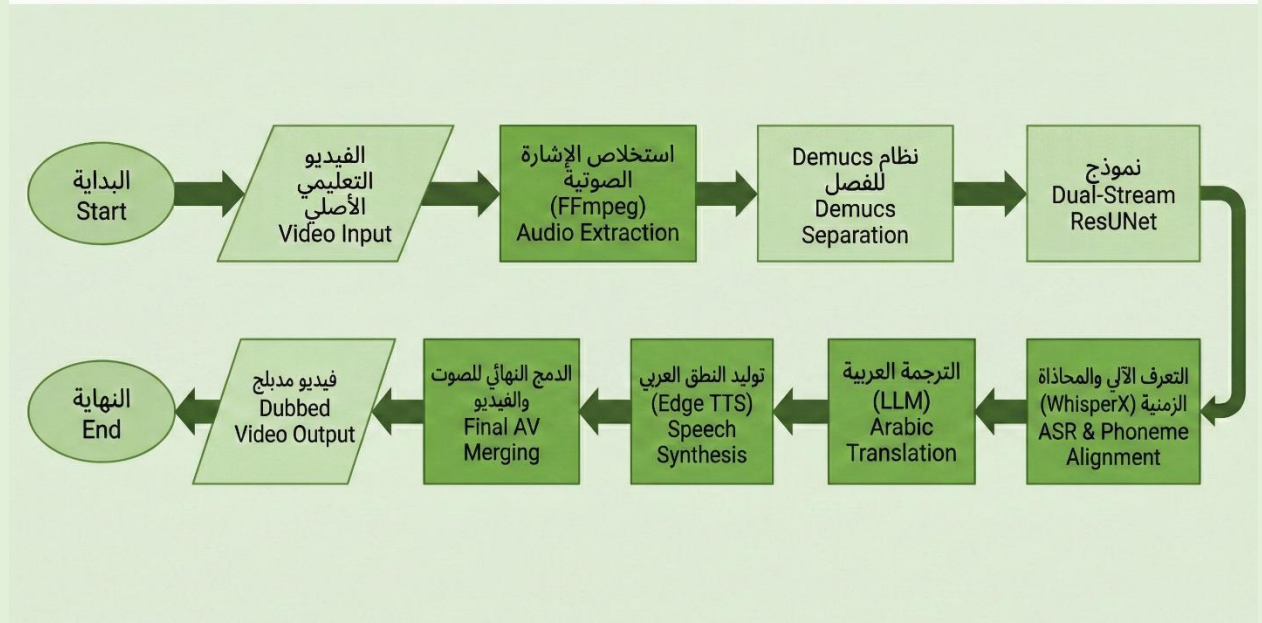 البداية
Start
الفيديو
التعليمي
الأصلي
Video Input
استخلاص الإشارة
الصوتية
(FFmpeg)
Audio Extraction
نظام Demucs
للفصل
Demucs
Separation
نموذج
Dual-Stream
ResUNet
التعرف الآلي والمحاذاة
الزمنية (WhisperX)
ASR & Phoneme
Alignment
الترجمة العربية
(LLM)
Arabic
Translation
توليد النطق العربي
(Edge TTS)
Speech
Synthesis
الدمج النهائي للصوت
والفيديو
Final AV
Merging
فيديو مدبلج
Dubbed
Video Output
النهاية
End